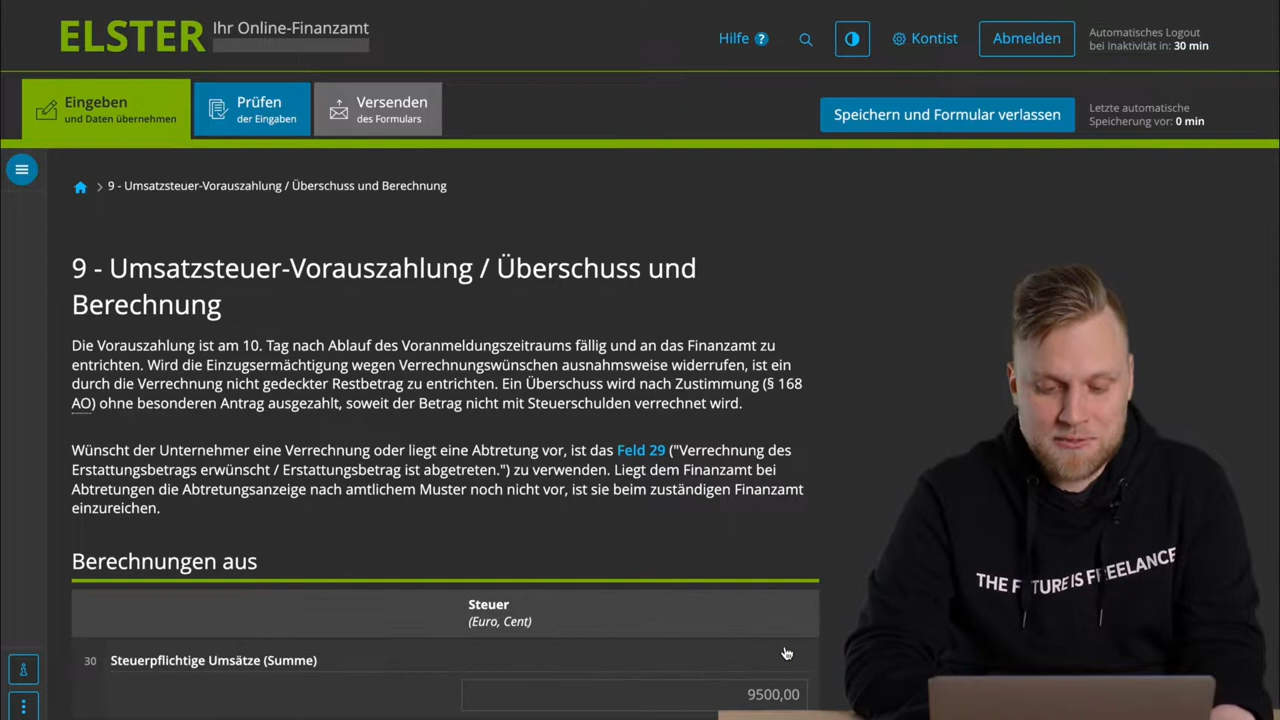 ELSTER
Ihr Online-Finanzamt
Hilfe ?
Kontist
Abmelden
Automatisches Logout
bei Inaktivität in: 30 min
Eingeben
und Daten übernehmen
Prüfen
der Eingaben
Versenden
des Formulars
Speichern und Formular verlassen
Letzte automatische
Speicherung vor: 0 min
9 - Umsatzsteuer-Vorauszahlung / Überschuss und Berechnung
9 - Umsatzsteuer-Vorauszahlung / Überschuss und
Berechnung
Die Vorauszahlung ist am 10. Tag nach Ablauf des Voranmeldungszeitraums fällig und an das Finanzamt zu
entrichten. Wird die Einzugsermächtigung wegen Verrechnungswünschen ausnahmsweise widerrufen, ist ein
durch die Verrechnung nicht gedeckter Restbetrag zu entrichten. Ein Überschuss wird nach Zustimmung (§ 168
AO) ohne besonderen Antrag ausgezahlt, soweit der Betrag nicht mit Steuerschulden verrechnet wird.
Wünscht der Unternehmer eine Verrechnung oder liegt eine Abtretung vor, ist das Feld 29 ("Verrechnung des
Erstattungsbetrags erwünscht / Erstattungsbetrag ist abgetreten.") zu verwenden. Liegt dem Finanzamt bei
Abtretungen die Abtretungsanzeige nach amtlichem Muster noch nicht vor, ist sie beim zuständigen Finanzamt
einzureichen.
Berechnungen aus
Steuer
(Euro, Cent)
30 Steuerpflichtige Umsätze (Summe)
9500,00
THE FUTURE IS FREELANCE